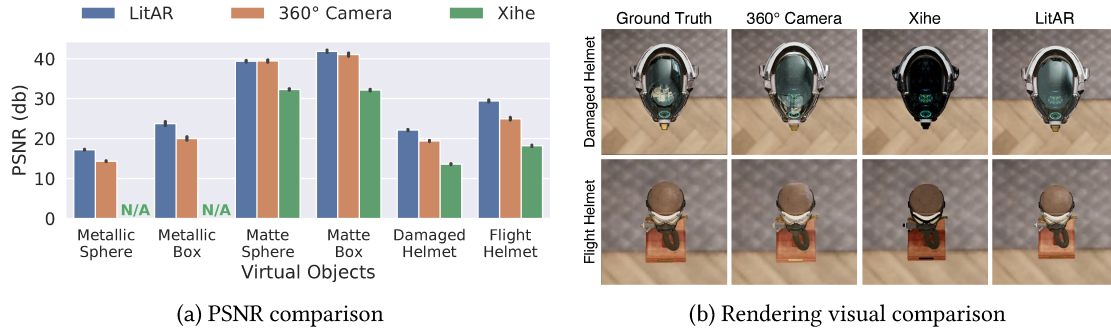 LitAR 360° Camera Xihe
PSNR (db)
40
30
20
10
0
N/A N/A
Metallic Sphere
Metallic Box
Matte Sphere
Matte Box
Damaged Helmet
Flight Helmet
Virtual Objects
(a) PSNR comparison
Ground Truth 360° Camera Xihe LitAR
Damaged Helmet
Flight Helmet
(b) Rendering visual comparison